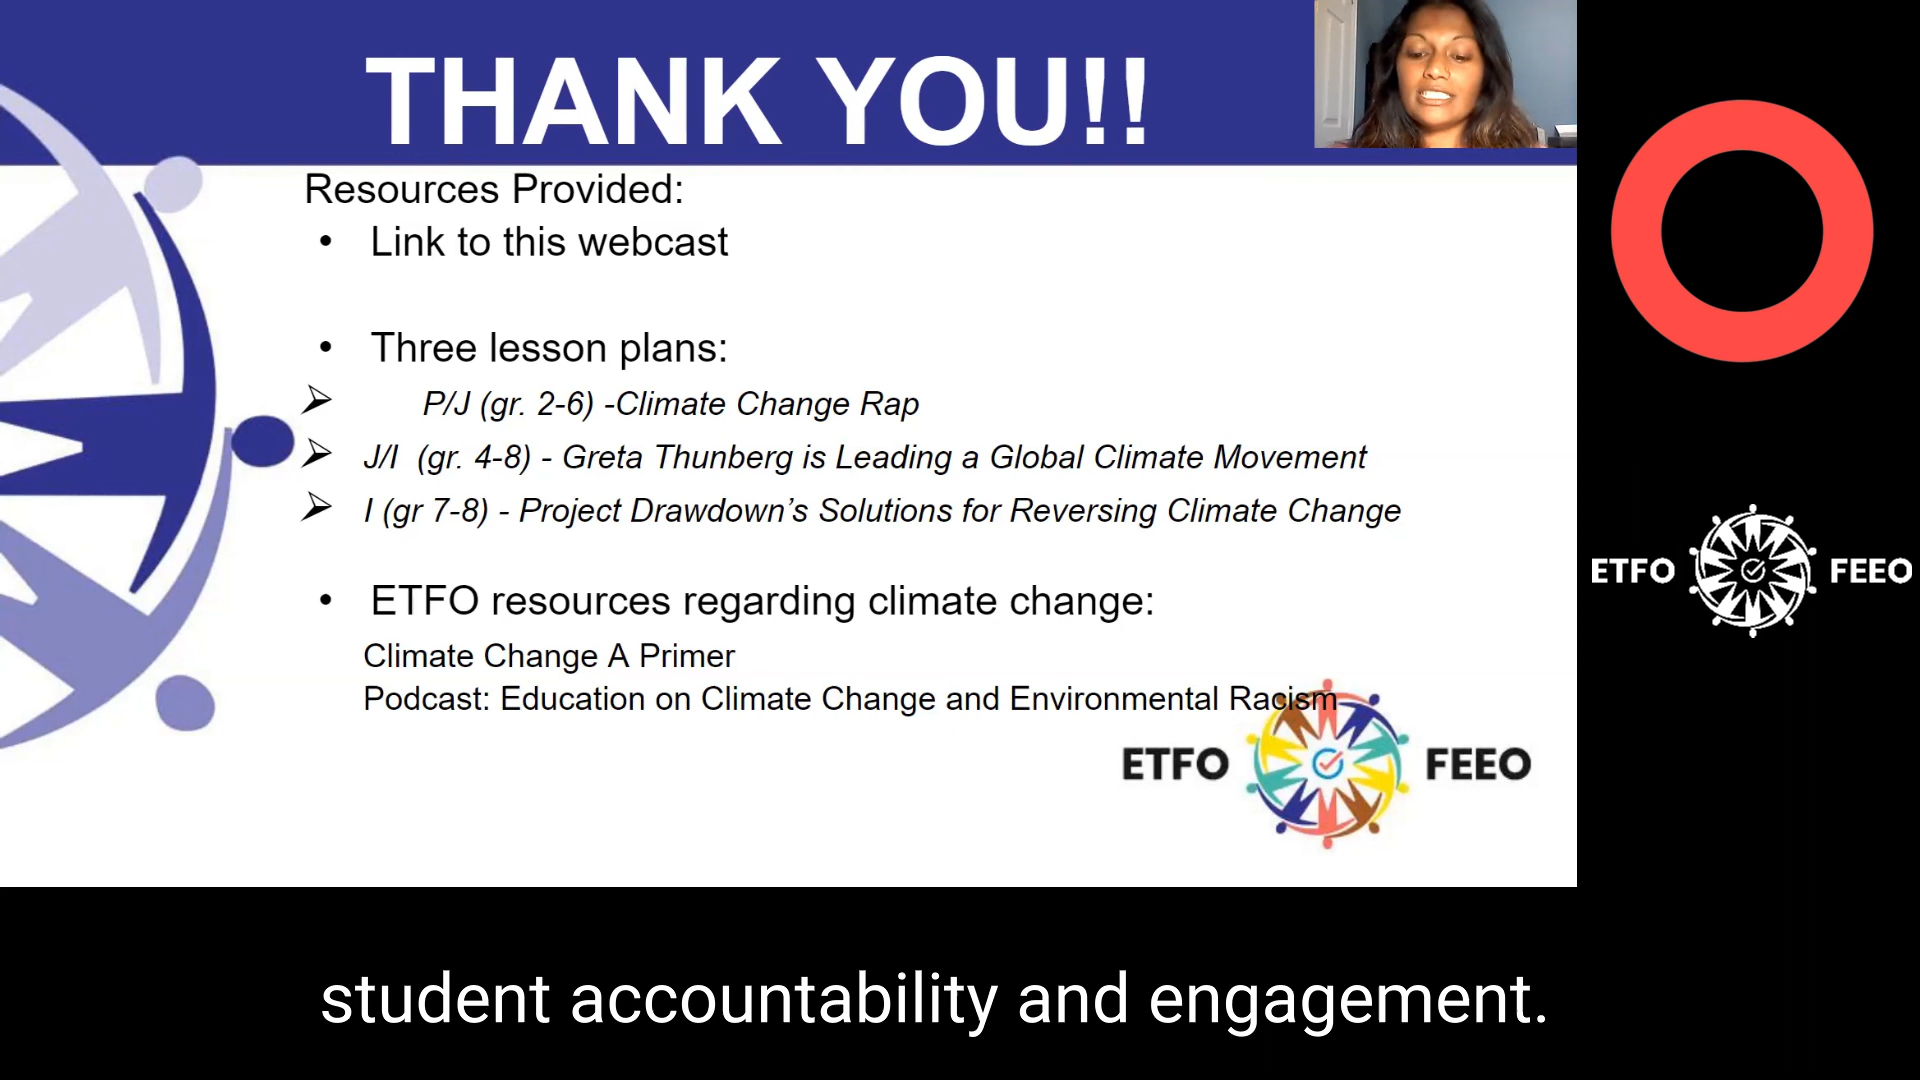 THANK YOU!!
Resources Provided:
• Link to this webcast
• Three lesson plans:
➢ P/J (gr. 2-6) -Climate Change Rap
➢ J/I (gr. 4-8) - Greta Thunberg is Leading a Global Climate Movement
➢ I (gr 7-8) - Project Drawdown’s Solutions for Reversing Climate Change
• ETFO resources regarding climate change:
Climate Change A Primer
Podcast: Education on Climate Change and Environmental Racism
ETFO FEEO
ETFO FEEO
student accountability and engagement.